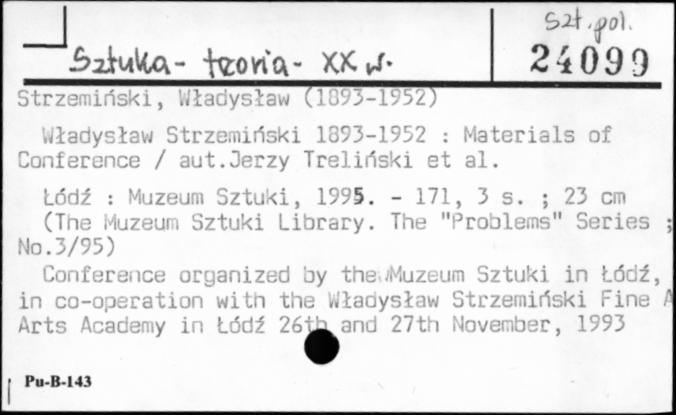 Szt. pol.
Sztuka - teoria - XX w.
24099
Strzemiński, Władysław (1893-1952)
Władysław Strzemiński 1893-1952 : Materials of
Conference / aut.Jerzy Treliński et al.
Łódź : Muzeum Sztuki, 1995. - 171, 3 s. ; 23 cm
(The Muzeum Sztuki Library. The "Problems" Series ;
No.3/95)
Conference organized by the Muzeum Sztuki in Łódź,
in co-operation with the Władysław Strzemiński Fine A
Arts Academy in Łódź 26th and 27th November, 1993
Pu-B-143